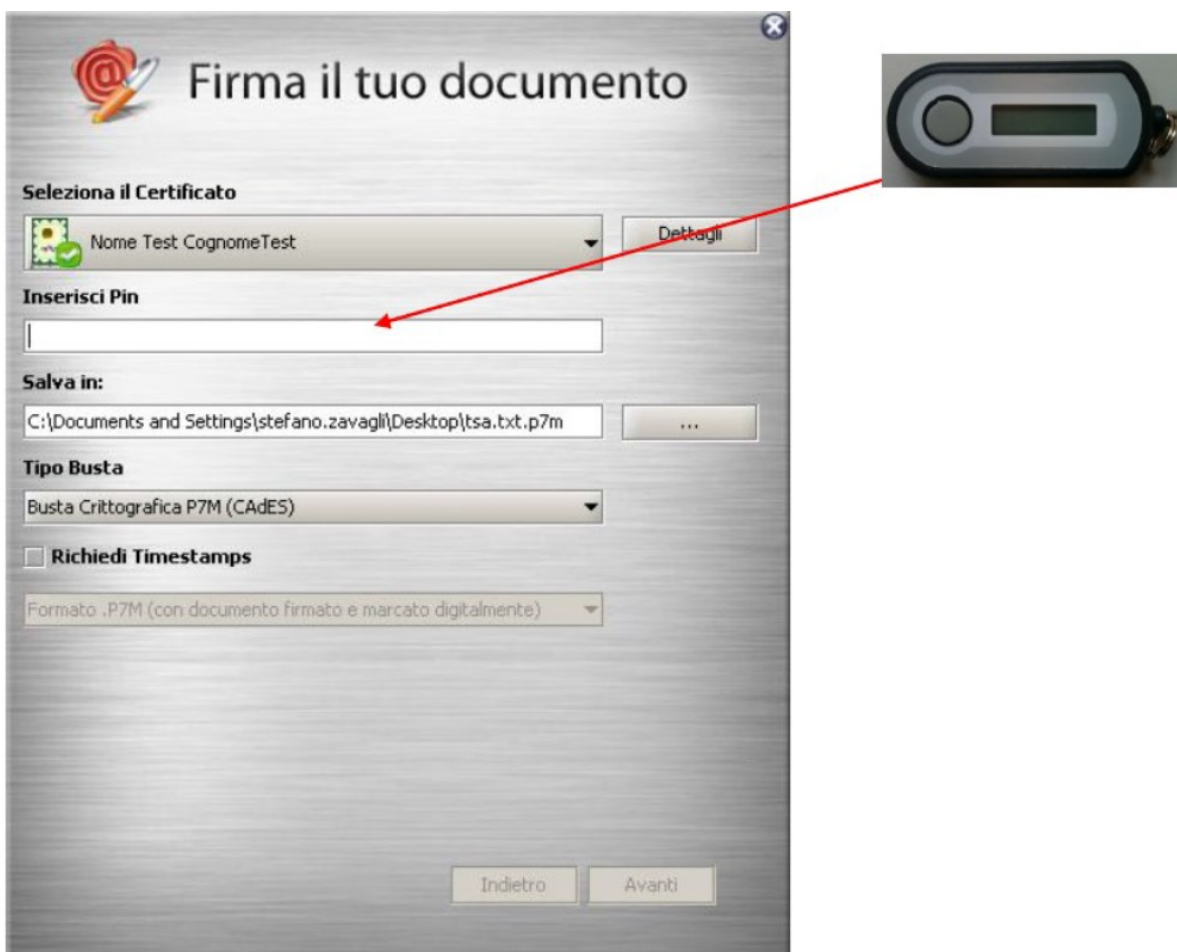 Firma il tuo documento
Seleziona il Certificato
Nome Test CognomeTest
Dettagli
Inserisci Pin
Salva in:
C:\Documents and Settings\stefano.zavagli\Desktop\tsa.txt.p7m
...
Tipo Busta
Busta Crittografica P7M (CAdES)
Richiedi Timestamps
Formato .P7M (con documento firmato e marcato digitalmente)
Indietro
Avanti